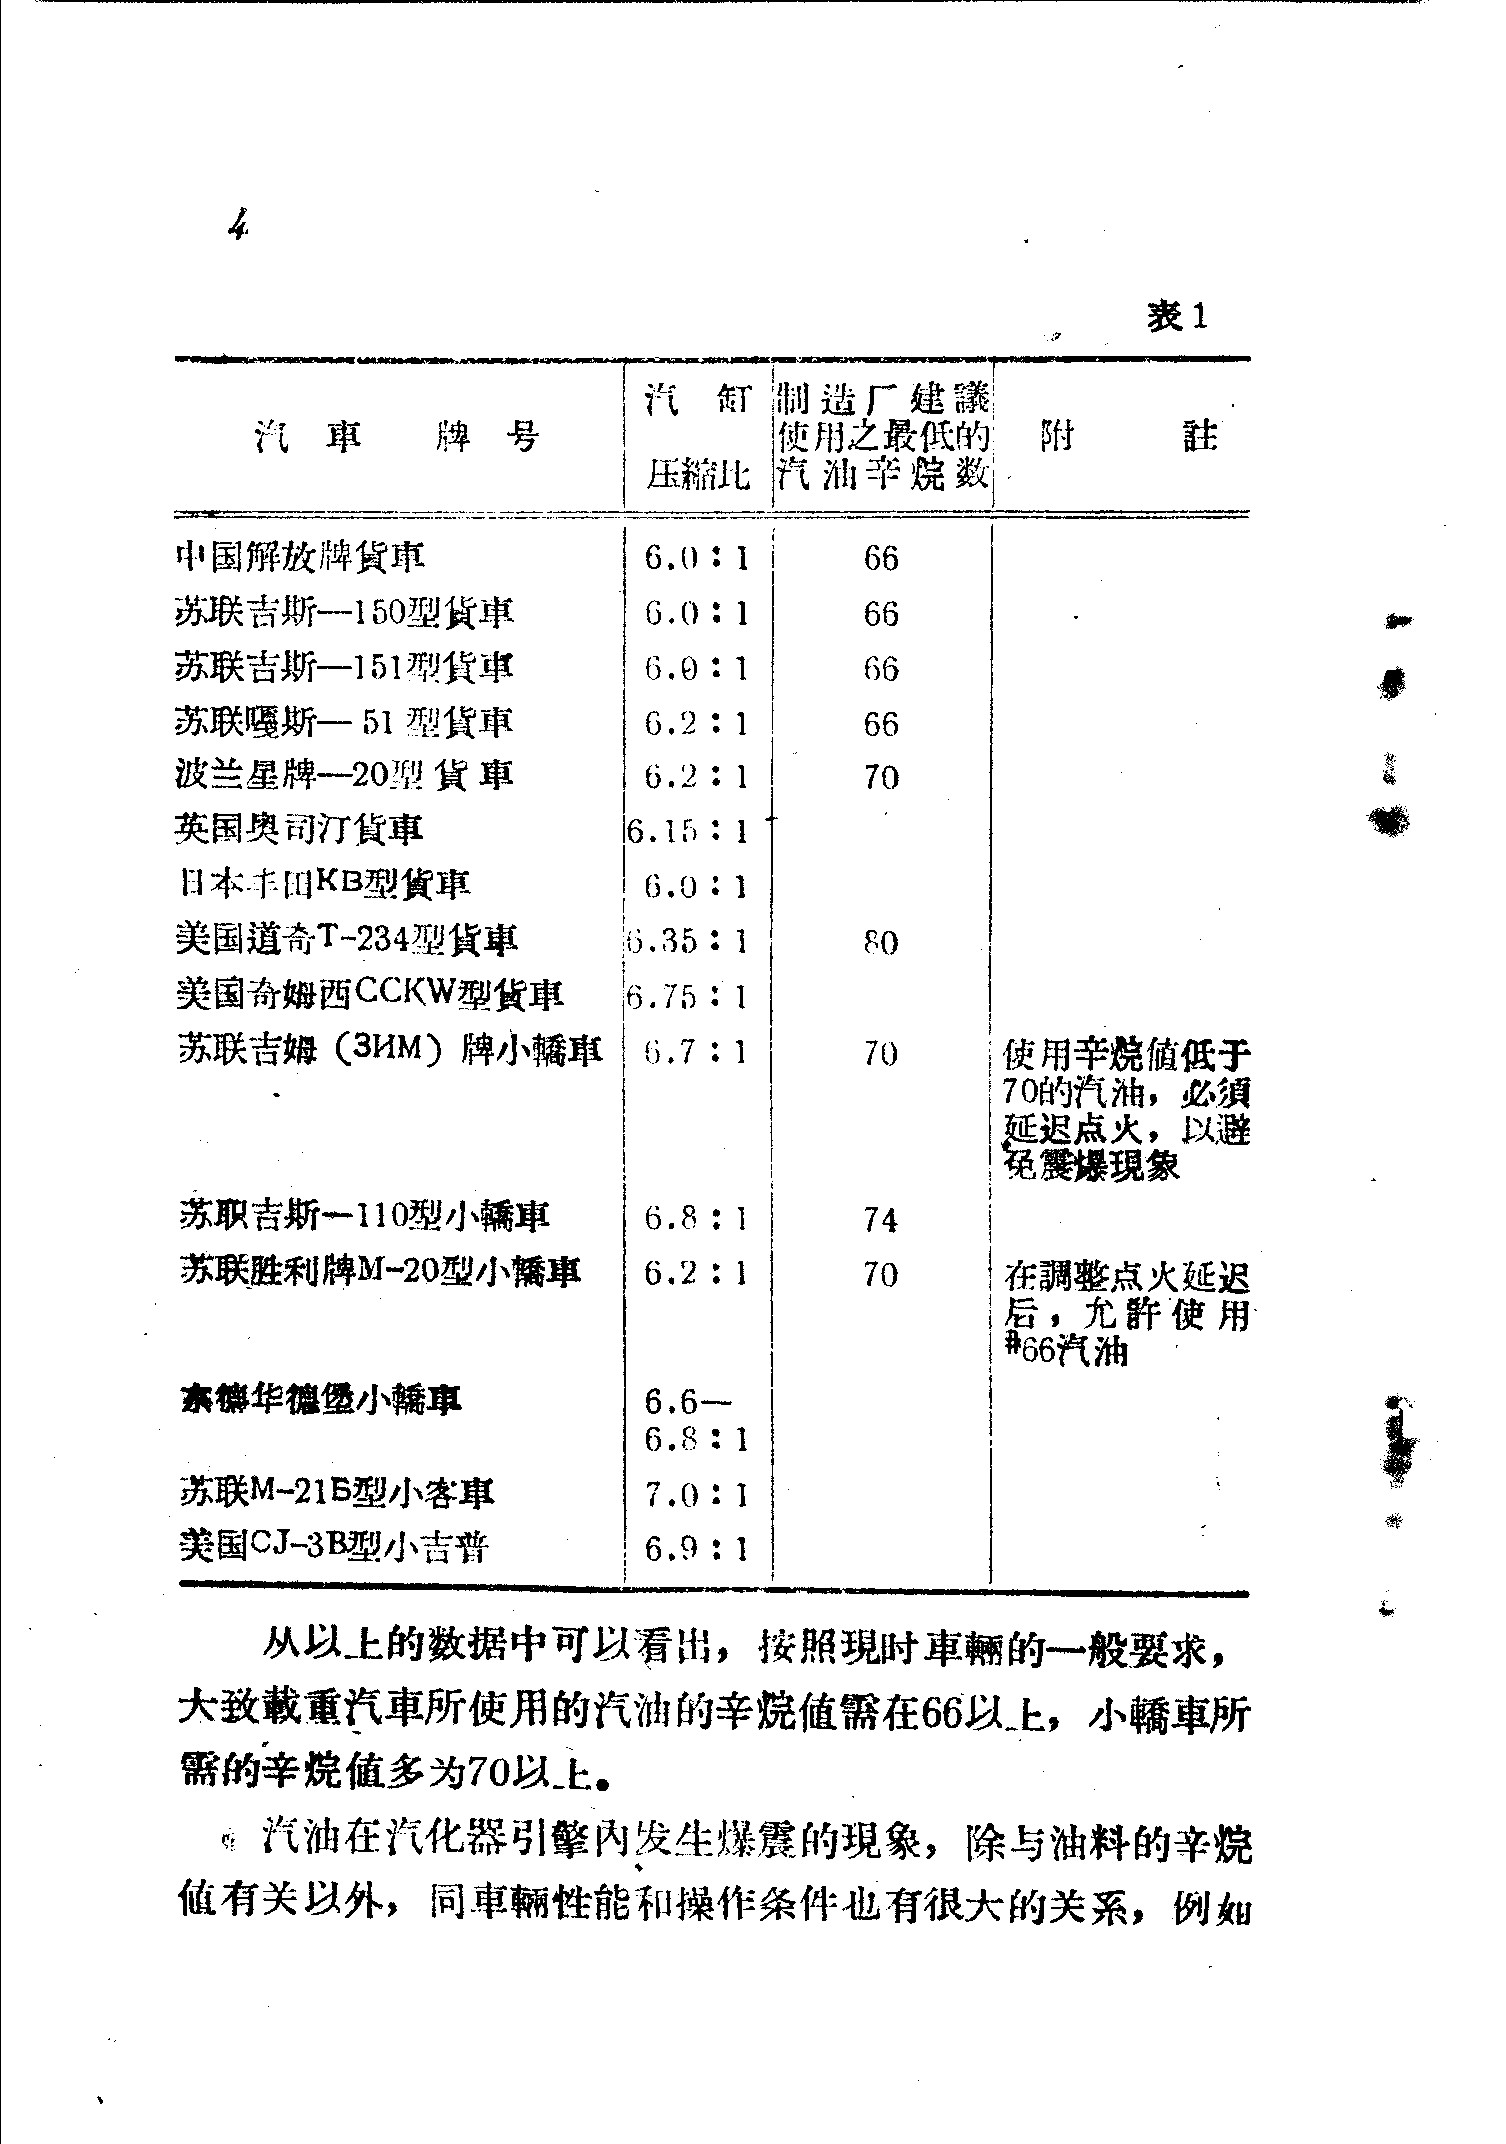 4
表1
汽車牌号 汽缸压縮比 制造厂建議使用之最低的汽油辛烷数 附註
中国解放牌貨車 6.0：1 66
苏联吉斯—150型貨車 6.0：1 66
苏联吉斯—151型貨車 6.0：1 66
苏联嘎斯—51型貨車 6.2：1 66
波兰星牌—20型貨車 6.2：1 70
英国奥司汀貨車 6.15：1
日本丰田KB型貨車 6.0：1
美国道奇T-234型貨車 6.35：1 80
美国奇姆西CCKW型貨車 6.75：1
苏联吉姆（ЗИМ）牌小轎車 6.7：1 70 使用辛烷値低于
70的汽油，必須
延迟点火，以避
免震爆現象
苏联吉斯—110型小轎車 6.8：1 74
苏联胜利牌M-20型小轎車 6.2：1 70 在調整点火延迟
后，允許使用
#66汽油
东德华德堡小轎車 6.6—
6.8：1
苏联M-21Б型小客車 7.0：1
美国CJ-3B型小吉普 6.9：1
从以上的数据中可以看出，按照現时車輛的一般要求，
大致載重汽車所使用的汽油的辛烷値需在66以上，小轎車所
需的辛烷値多为70以上。
汽油在汽化器引擎内发生爆震的現象，除与油料的辛烷
値有关以外，同車輛性能和操作条件也有很大的关系，例如